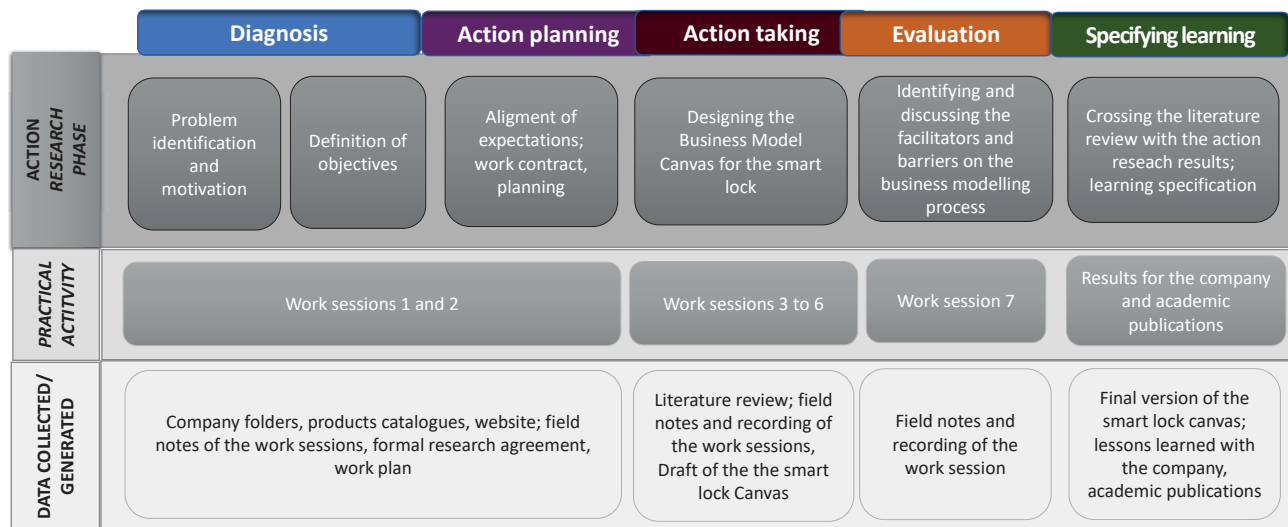 Diagnosis
Action planning
Action taking
Evaluation
Specifying learning
ACTION
RESEARCH
PHASE
Problem
identification
and
motivation
Definition of
objectives
Aligment of
expectations;
work contract,
planning
Designing the
Business Model
Canvas for the smart
lock
Identifying and
discussing the
facilitators and
barriers on the
business modelling
process
Crossing the literature
review with the action
reseach results;
learning specification
PRACTICAL
ACTITVITY
Work sessions 1 and 2
Work sessions 3 to 6
Work session 7
Results for the company
and academic
publications
DATA COLLECTED/
GENERATED
Company folders, products catalogues, website; field
notes of the work sessions, formal research agreement,
work plan
Literature review; field
notes and recording of
the work sessions,
Draft of the the smart
lock Canvas
Field notes and
recording of the
work session
Final version of the
smart lock canvas;
lessons learned with
the company,
academic publications